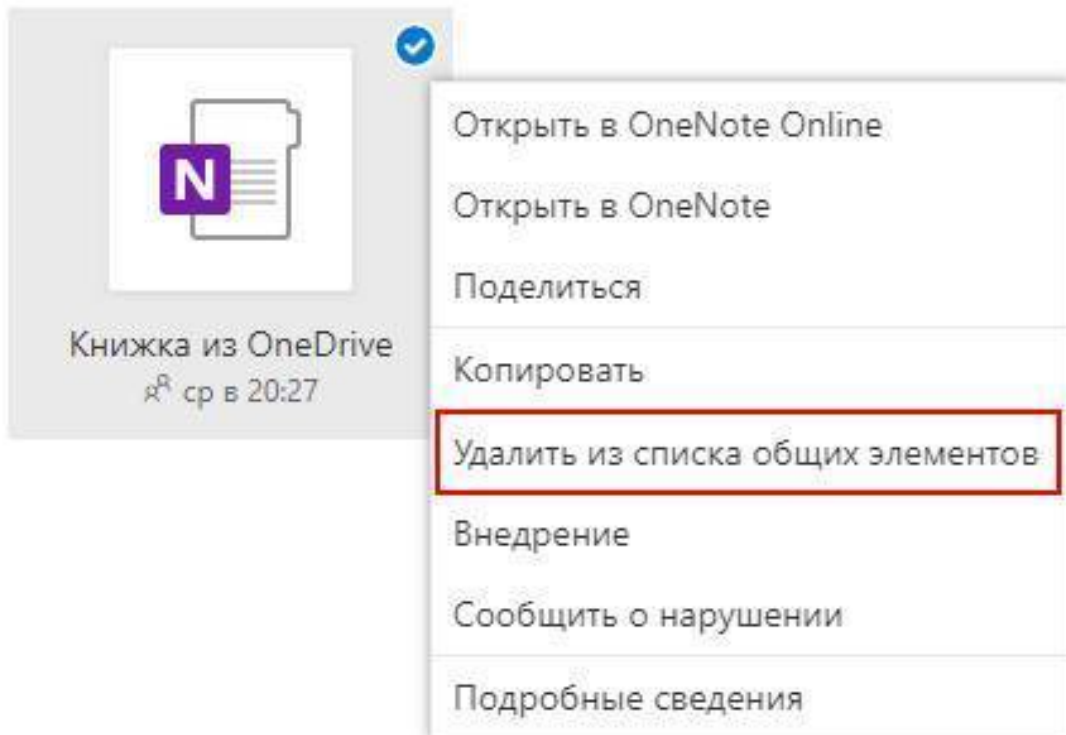 N
Книжка из OneDrive
ср в 20:27
Открыть в OneNote Online
Открыть в OneNote
Поделиться
Копировать
Удалить из списка общих элементов
Внедрение
Сообщить о нарушении
Подробные сведения